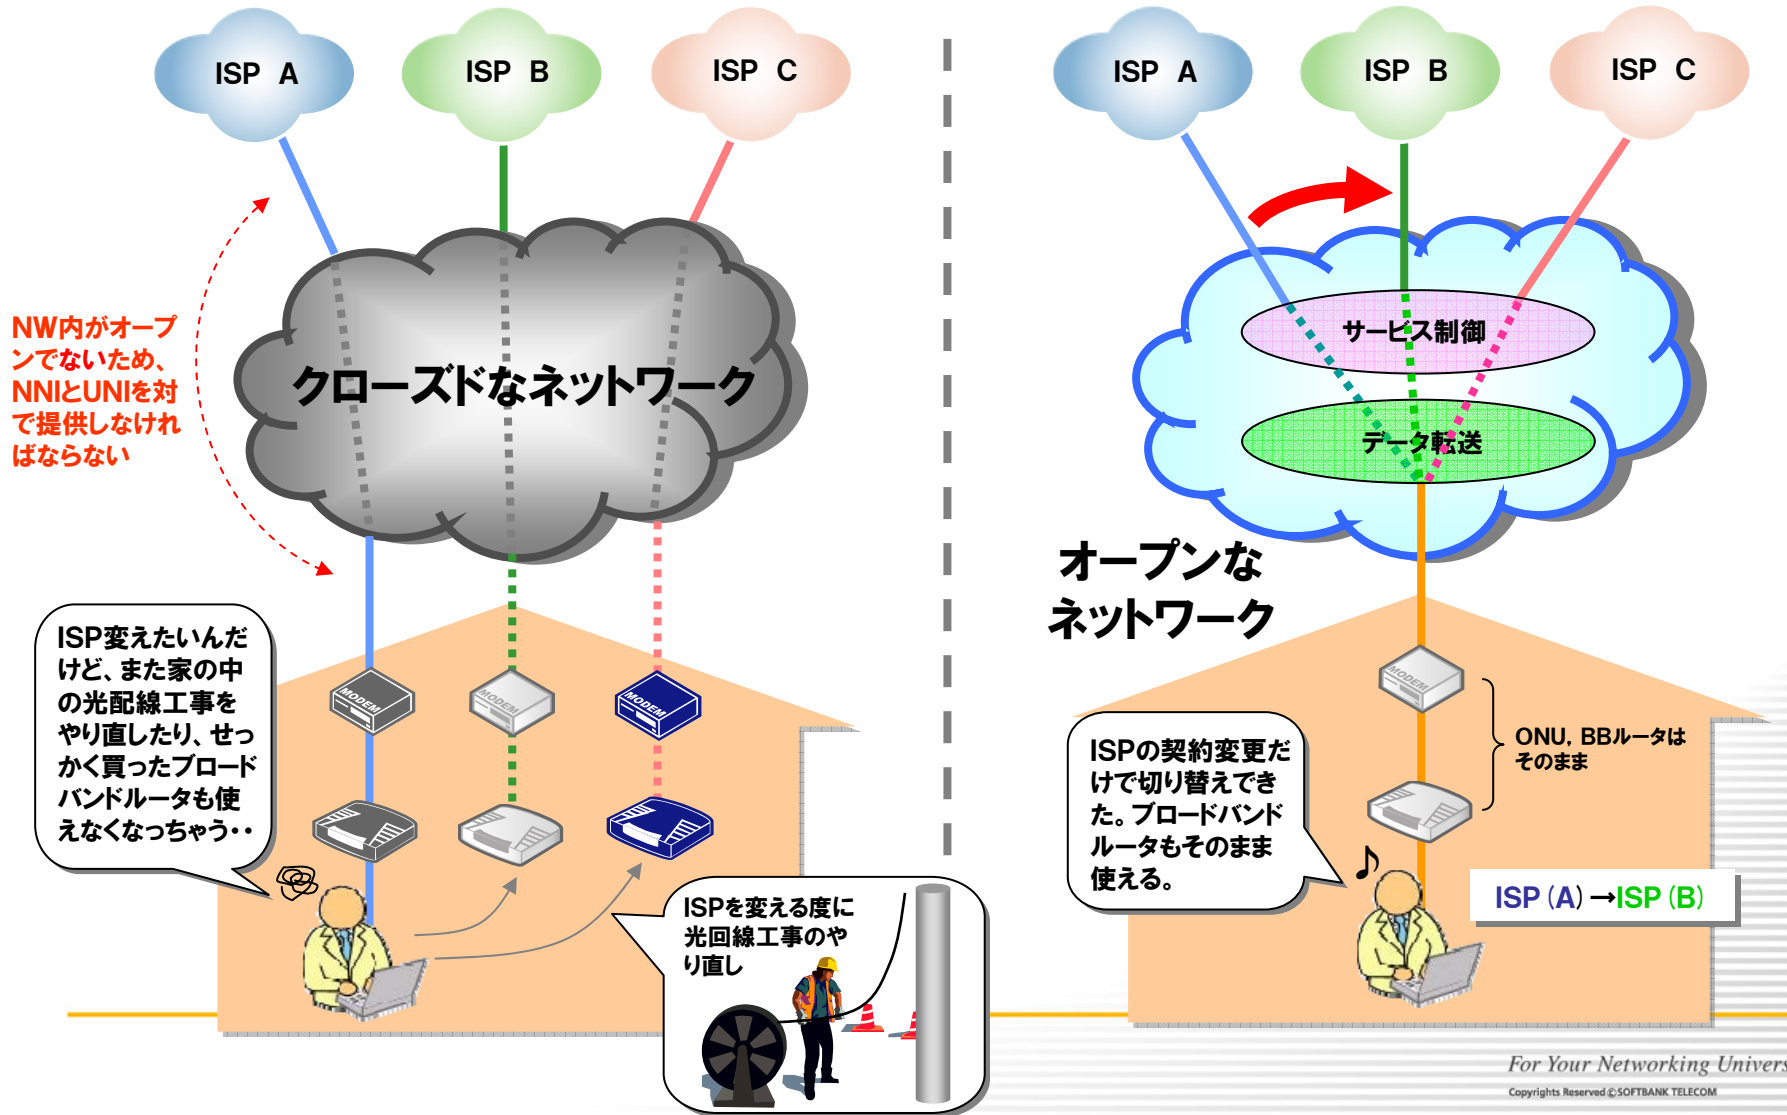 ISP A
ISP B
ISP C
NW内がオープ
ンでないため、
NNIとUNIを対
で提供しなけれ
ばならない
クローズドなネットワーク
ISP変えたいんだ
けど、また家の中
の光配線工事を
やり直したり、せっ
かく買ったブロード
バンドルータも使
えなくなっちゃう・・
MODEM
MODEM
MODEM
ISPを変える度に
光回線工事のや
り直し
ISP A
ISP B
ISP C
サービス制御
データ転送
オープンな
ネットワーク
MODEM
ONU, BBルータは
そのまま
ISPの契約変更だ
けで切り替えでき
た。ブロードバンド
ルータもそのまま
使える。
ISP(A)→ISP(B)
For Your Networking Univers
Copyrights Reserved ©SOFTBANK TELECOM